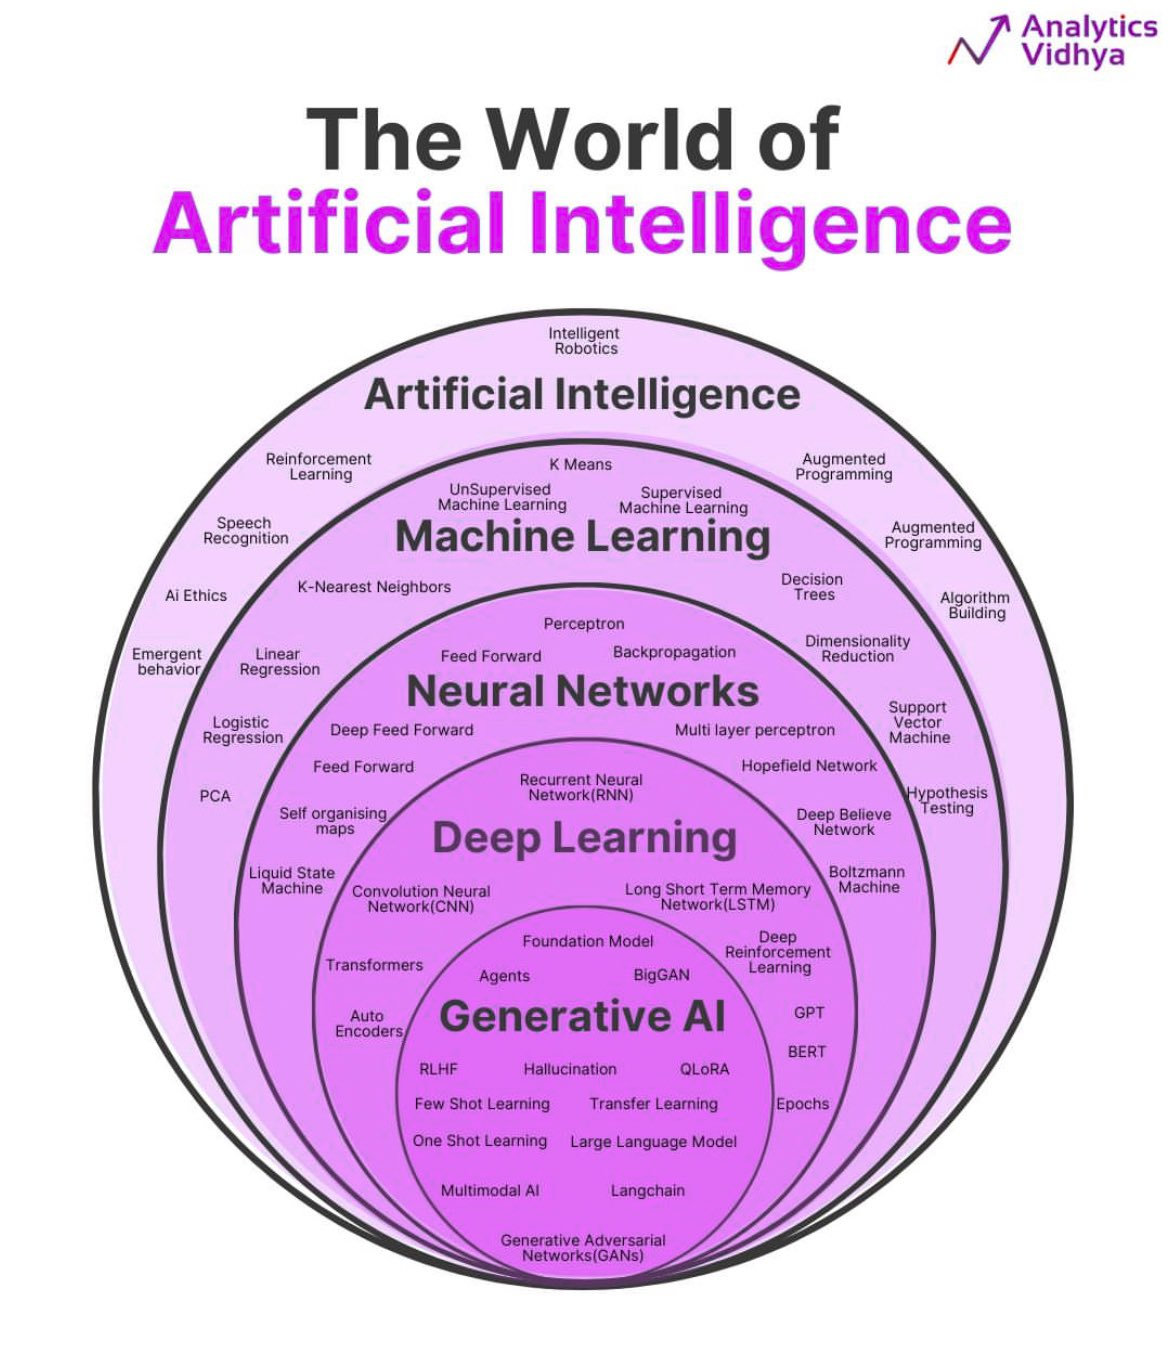 Analytics
Vidhya
The World of
Artificial Intelligence
Intelligent
Robotics
Artificial Intelligence
Reinforcement
Learning
Augmented
Programming
Speech
Recognition
Augmented
Programming
Ai Ethics
Algorithm
Building
Emergent
behavior
K Means
UnSupervised
Machine Learning
Supervised
Machine Learning
Machine Learning
K-Nearest Neighbors
Decision
Trees
Linear
Regression
Dimensionality
Reduction
Logistic
Regression
Support
Vector
Machine
PCA
Hypothesis
Testing
Perceptron
Feed Forward
Backpropagation
Neural Networks
Deep Feed Forward
Multi layer perceptron
Feed Forward
Hopefield Network
Self organising
maps
Deep Believe
Network
Liquid State
Machine
Boltzmann
Machine
Recurrent Neural
Network(RNN)
Deep Learning
Convolution Neural
Network(CNN)
Long Short Term Memory
Network(LSTM)
Transformers
Deep
Reinforcement
Learning
Auto
Encoders
GPT
BERT
Epochs
Foundation Model
Agents
BigGAN
Generative AI
RLHF
Hallucination
QLoRA
Few Shot Learning
Transfer Learning
One Shot Learning
Large Language Model
Multimodal AI
Langchain
Generative Adversarial
Networks(GANs)